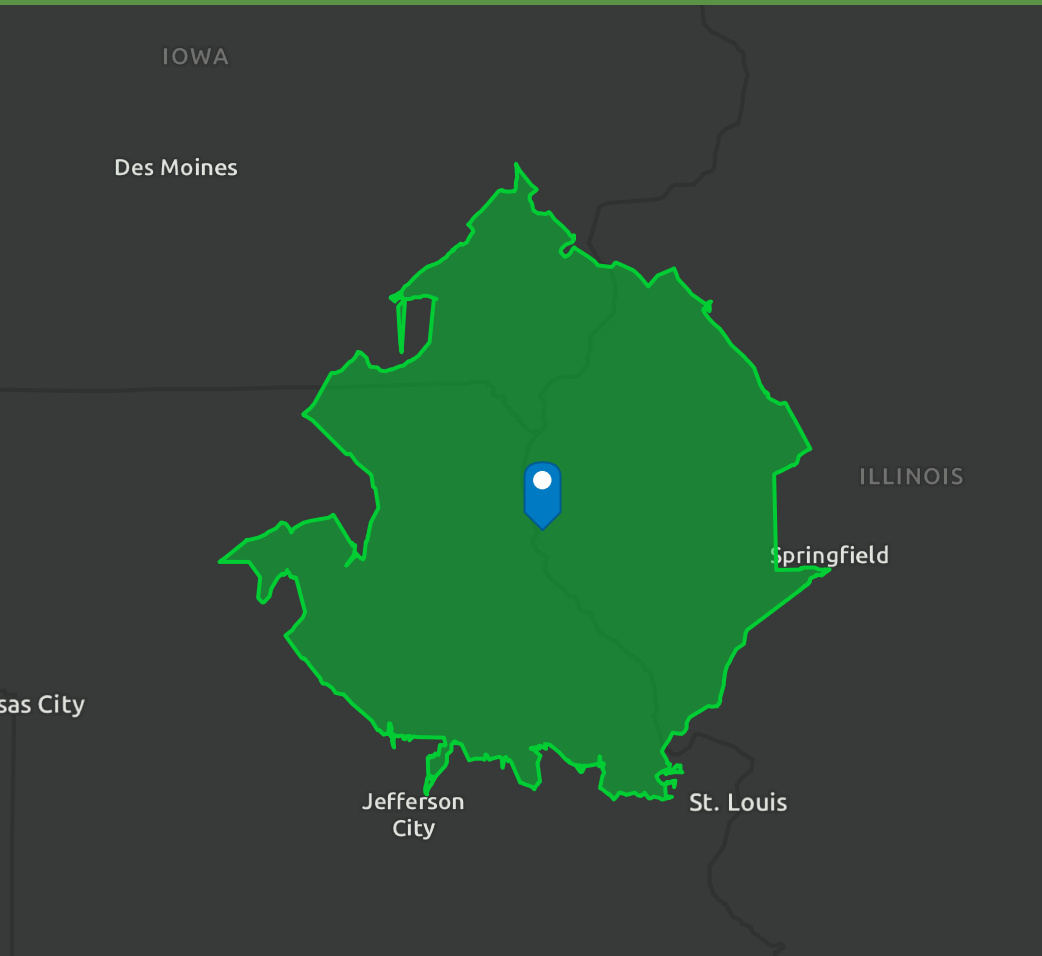 IOWA
Des Moines
ILLINOIS
Springfield
sas City
Jefferson
City
St. Louis